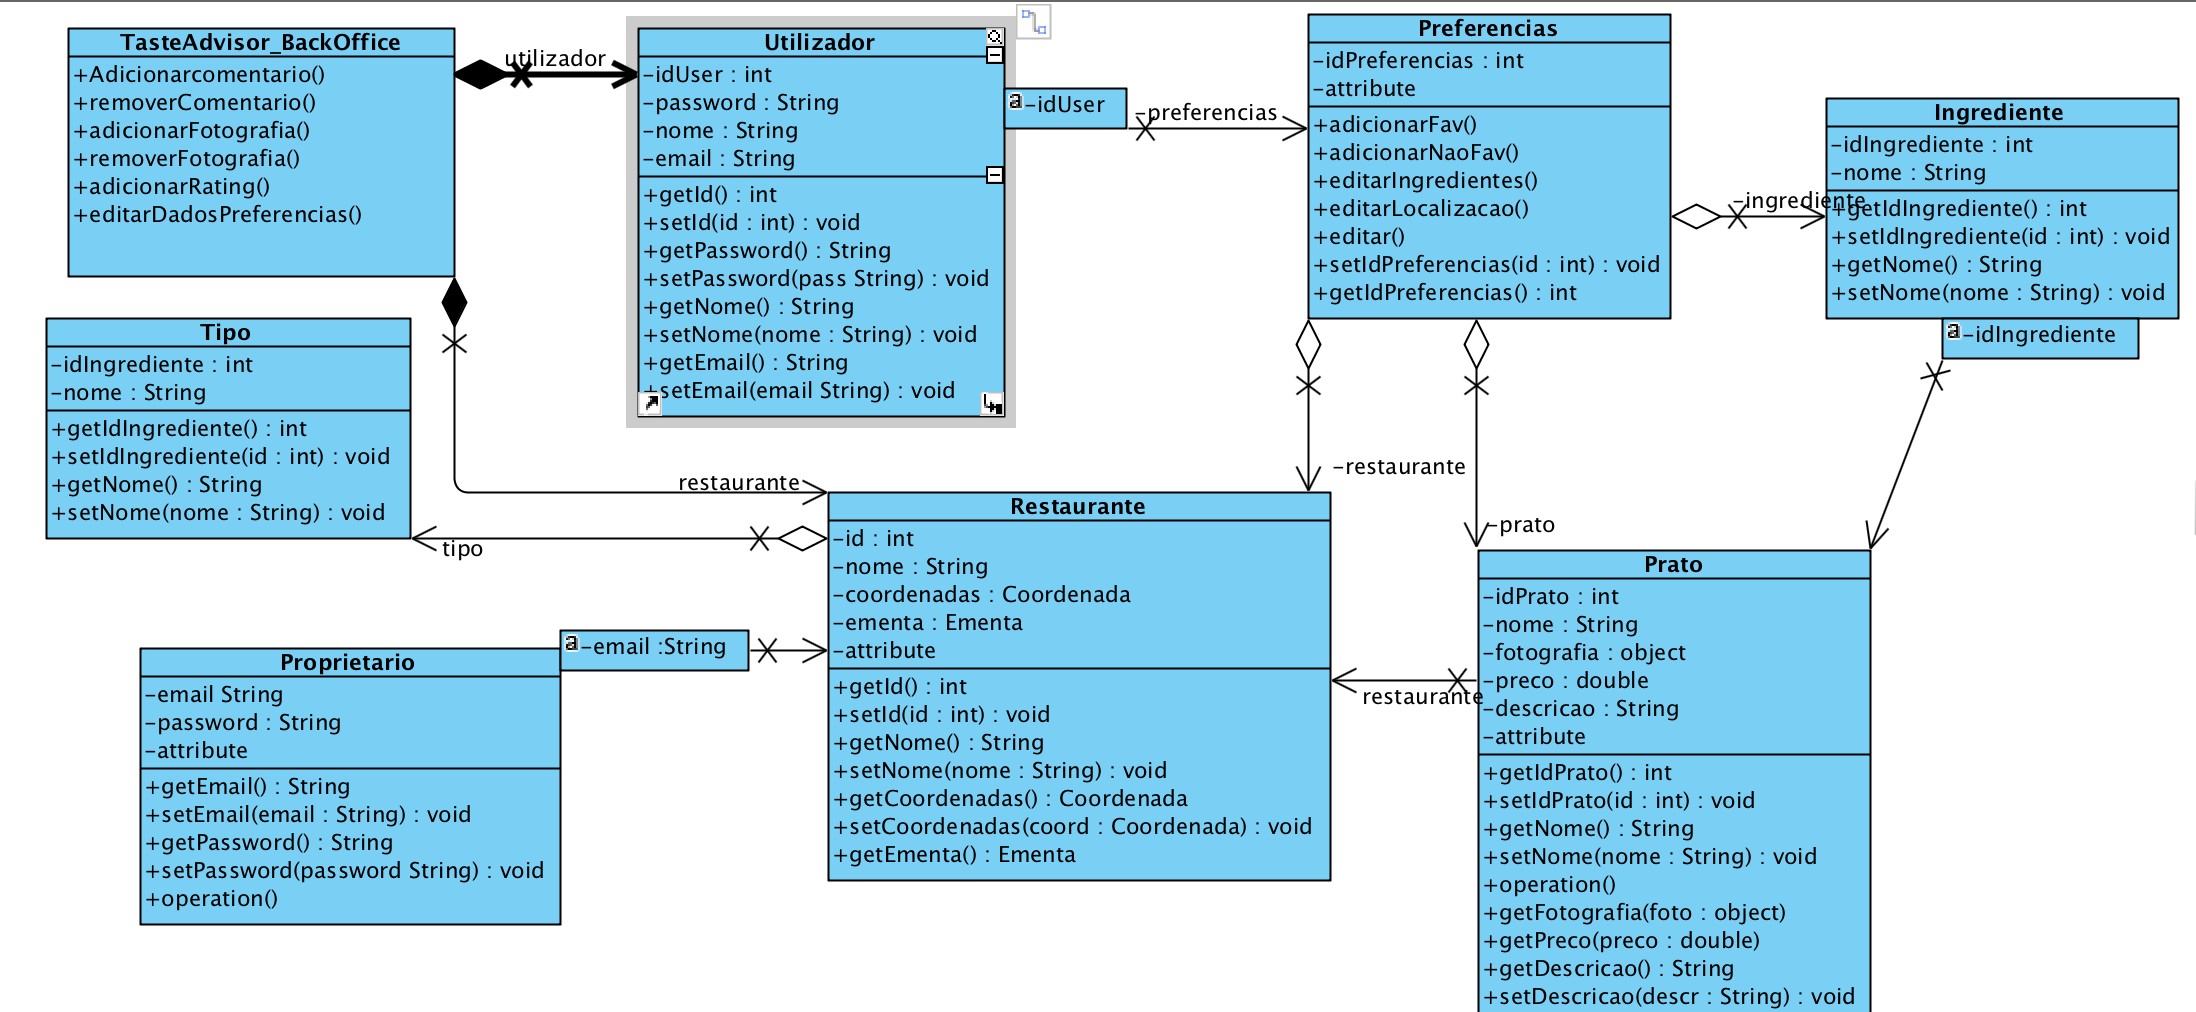 TasteAdvisor_BackOffice
+Adicionarcomentario()
+removerComentario()
+adicionarFotografia()
+removerFotografia()
+adicionarRating()
+editarDadosPreferencias()
utilizador
Utilizador
-idUser : int
-password : String
-nome : String
-email : String
+getId() : int
+setId(id : int) : void
+getPassword() : String
+setPassword(pass String) : void
+getNome() : String
+setNome(nome : String) : void
+getEmail() : String
+setEmail(email String) : void
a-idUser
-preferencias
Preferencias
-idPreferencias : int
-attribute
+adicionarFav()
+adicionarNaoFav()
+editarIngredientes()
+editarLocalizacao()
+editar()
+setIdPreferencias(id : int) : void
+getIdPreferencias() : int
-ingrediente
Ingrediente
-idIngrediente : int
-nome : String
+getIdIngrediente() : int
+setIdIngrediente(id : int) : void
+getNome() : String
+setNome(nome : String) : void
a-idIngrediente
Tipo
-idIngrediente : int
-nome : String
+getIdIngrediente() : int
+setIdIngrediente(id : int) : void
+getNome() : String
+setNome(nome : String) : void
restaurante
tipo
-restaurante
-prato
Restaurante
-id : int
-nome : String
-coordenadas : Coordenada
-ementa : Ementa
-attribute
+getId() : int
+setId(id : int) : void
+getNome() : String
+setNome(nome : String) : void
+getCoordenadas() : Coordenada
+setCoordenadas(coord : Coordenada) : void
+getEmenta() : Ementa
Proprietario
-email String
-password : String
-attribute
+getEmail() : String
+setEmail(email : String) : void
+getPassword() : String
+setPassword(password String) : void
+operation()
a-email :String
restaurante
Prato
-idPrato : int
-nome : String
-fotografia : object
-preco : double
-descricao : String
-attribute
+getIdPrato() : int
+setIdPrato(id : int) : void
+getNome() : String
+setNome(nome : String) : void
+operation()
+getFotografia(foto : object)
+getPreco(preco : double)
+getDescricao() : String
+setDescricao(descr : String) : void